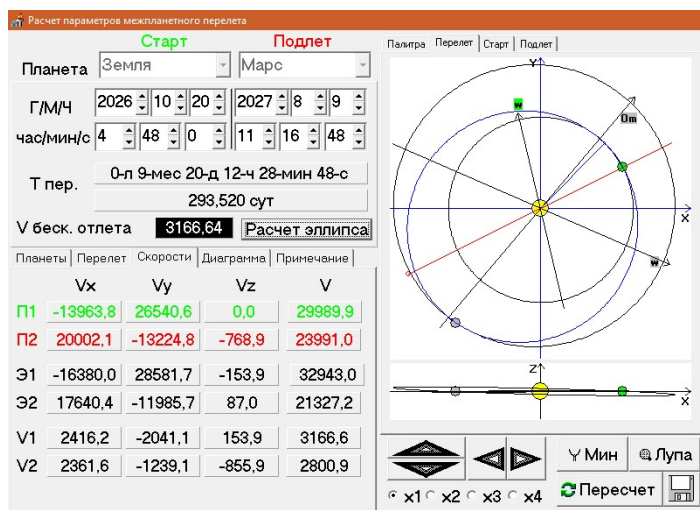 Расчет параметров межпланетного перелета
Старт Подлет
Планета Земля Марс
Г/М/Ч 2026 10 20 2027 8 9
час/мин/с 4 48 0 11 16 48
Т пер. 0-л 9-мес 20-д 12-ч 28-мин 48-с
293,520 сут
V беск. отлета 3166,64 Расчет эллипса
Планеты Перелет Скорости Диаграмма Примечание
Vx Vy Vz V
П1 -13963,8 26540,6 0,0 29989,9
П2 20002,1 -13224,8 -768,9 23991,0
Э1 -16380,0 28581,7 -153,9 32943,0
Э2 17640,4 -11985,7 87,0 21327,2
V1 2416,2 -2041,1 153,9 3166,6
V2 2361,6 -1239,1 -855,9 2800,9
Палитра Перелет Старт Подлет
Y
w
Om
X
w
Z
X
Мин Лупа
x1 x2 x3 x4 Пересчет